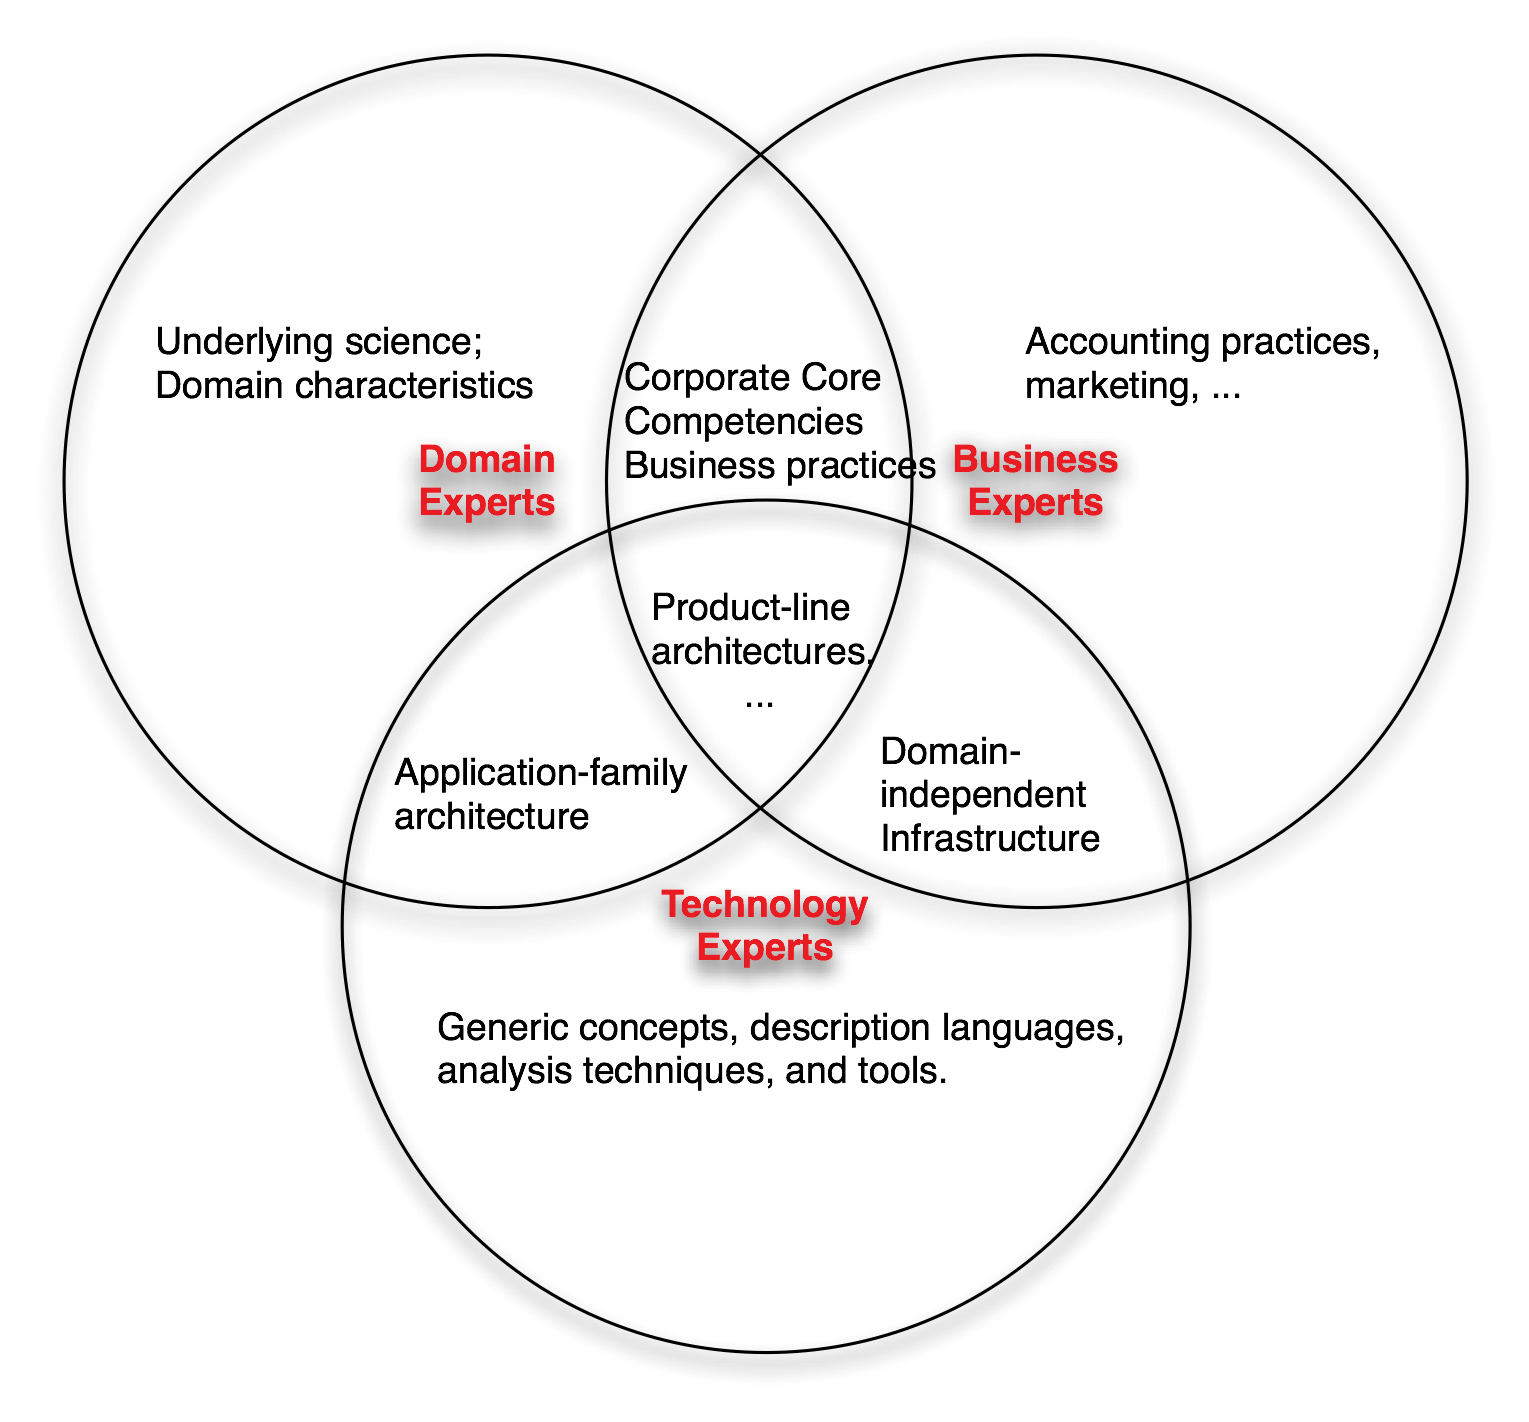 Underlying science;
Domain characteristics
Domain
Experts
Corporate Core
Competencies
Business practices
Accounting practices,
marketing, ...
Business
Experts
Product-line
architectures,
...
Application-family
architecture
Domain-
independent
Infrastructure
Technology
Experts
Generic concepts, description languages,
analysis techniques, and tools.